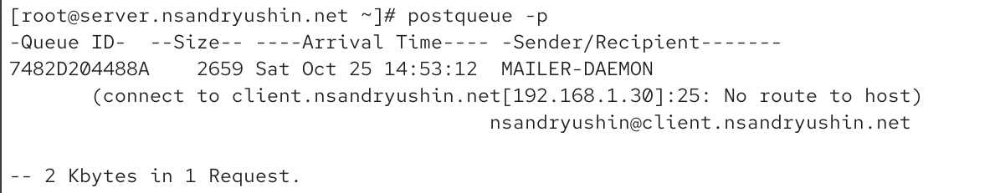 [root@server.nsandryushin.net ~]# postqueue -p
-Queue ID-  --Size-- ----Arrival Time---- -Sender/Recipient-------
7482D204488A    2659 Sat Oct 25 14:53:12  MAILER-DAEMON
       (connect to client.nsandryushin.net[192.168.1.30]:25: No route to host)
                                         nsandryushin@client.nsandryushin.net

-- 2 Kbytes in 1 Request.